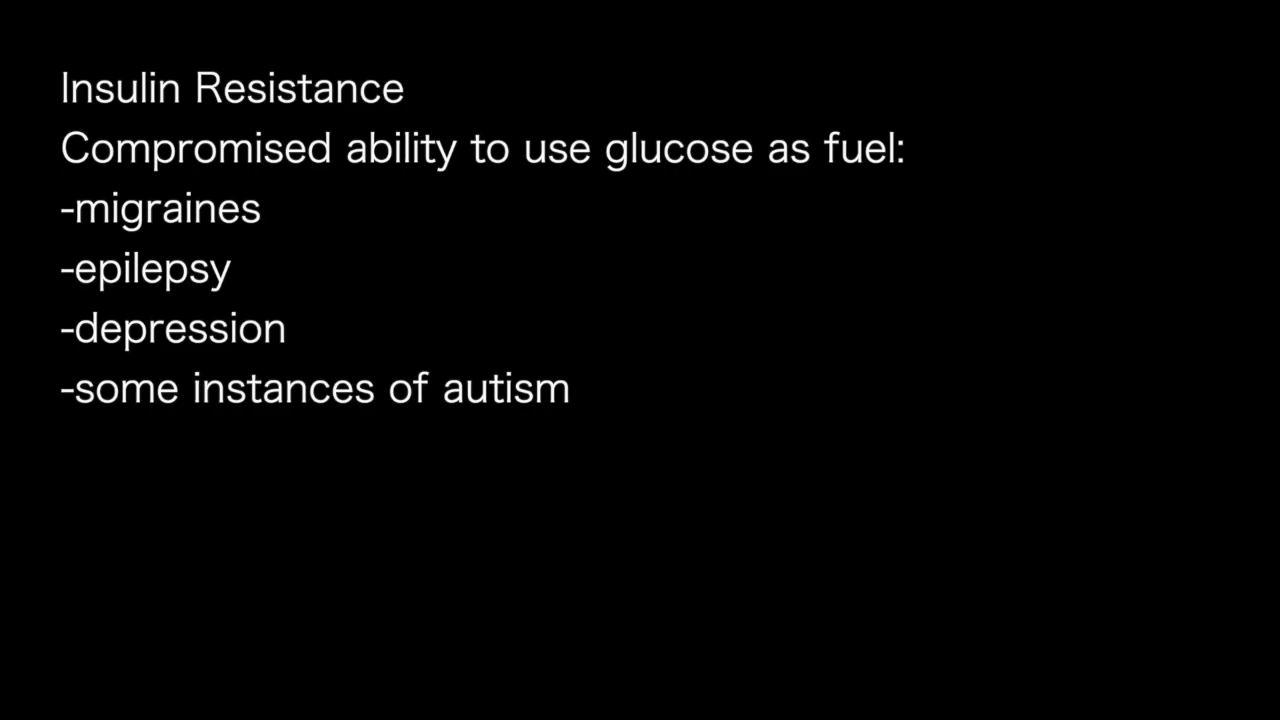 Insulin Resistance
Compromised ability to use glucose as fuel:
-migraines
-epilepsy
-depression
-some instances of autism